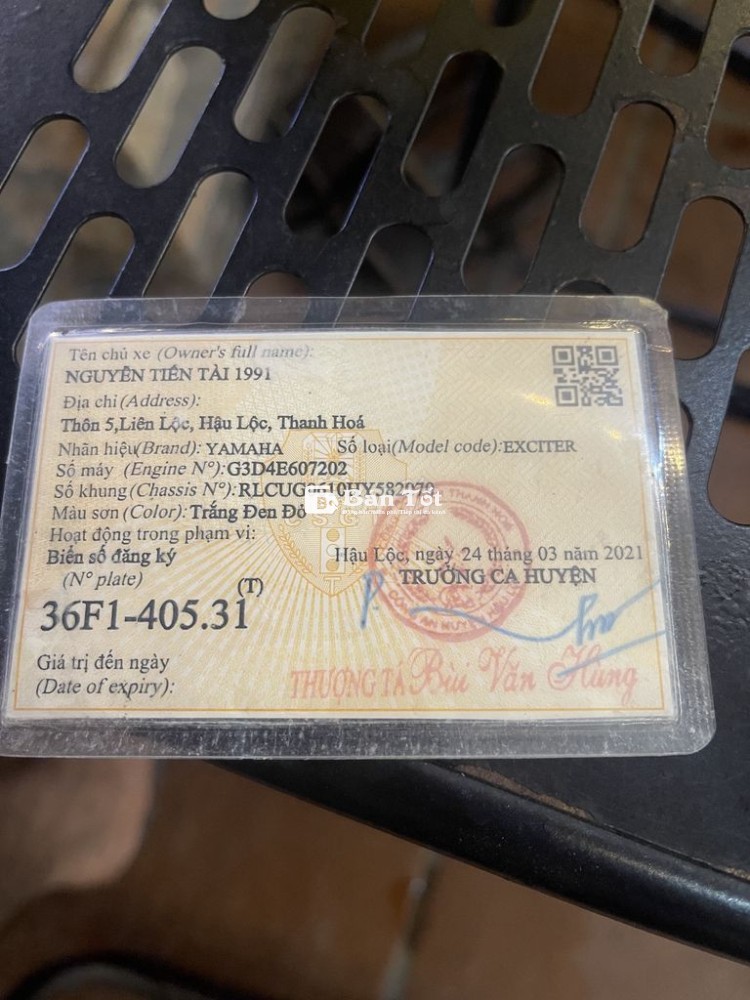 Tên chủ xe (Owner's full name):
NGUYỄN TIẾN TÀI 1991
Địa chỉ (Address):
Thôn 5,Liên Lộc, Hậu Lộc, Thanh Hoá
Nhãn hiệu(Brand): YAMAHA Số loại(Model code):EXCITER
Số máy (Engine Nº):G3D4E607202
Số khung (Chassis Nº):
Bán Tốt
Màu sơn (Color): Trắng Đen Đỏ
Hoạt động trong phạm vi:
Biển số đăng ký
Hậu Lộc, ngày 24 tháng 03 năm 2021
(Nº plate)
TRƯỞNG CA HUYỆN
(T)
36F1-405.31
Giá trị đến ngày
(Date of expiry):
THƯỢNG TÁ Bùi Văn Hùng